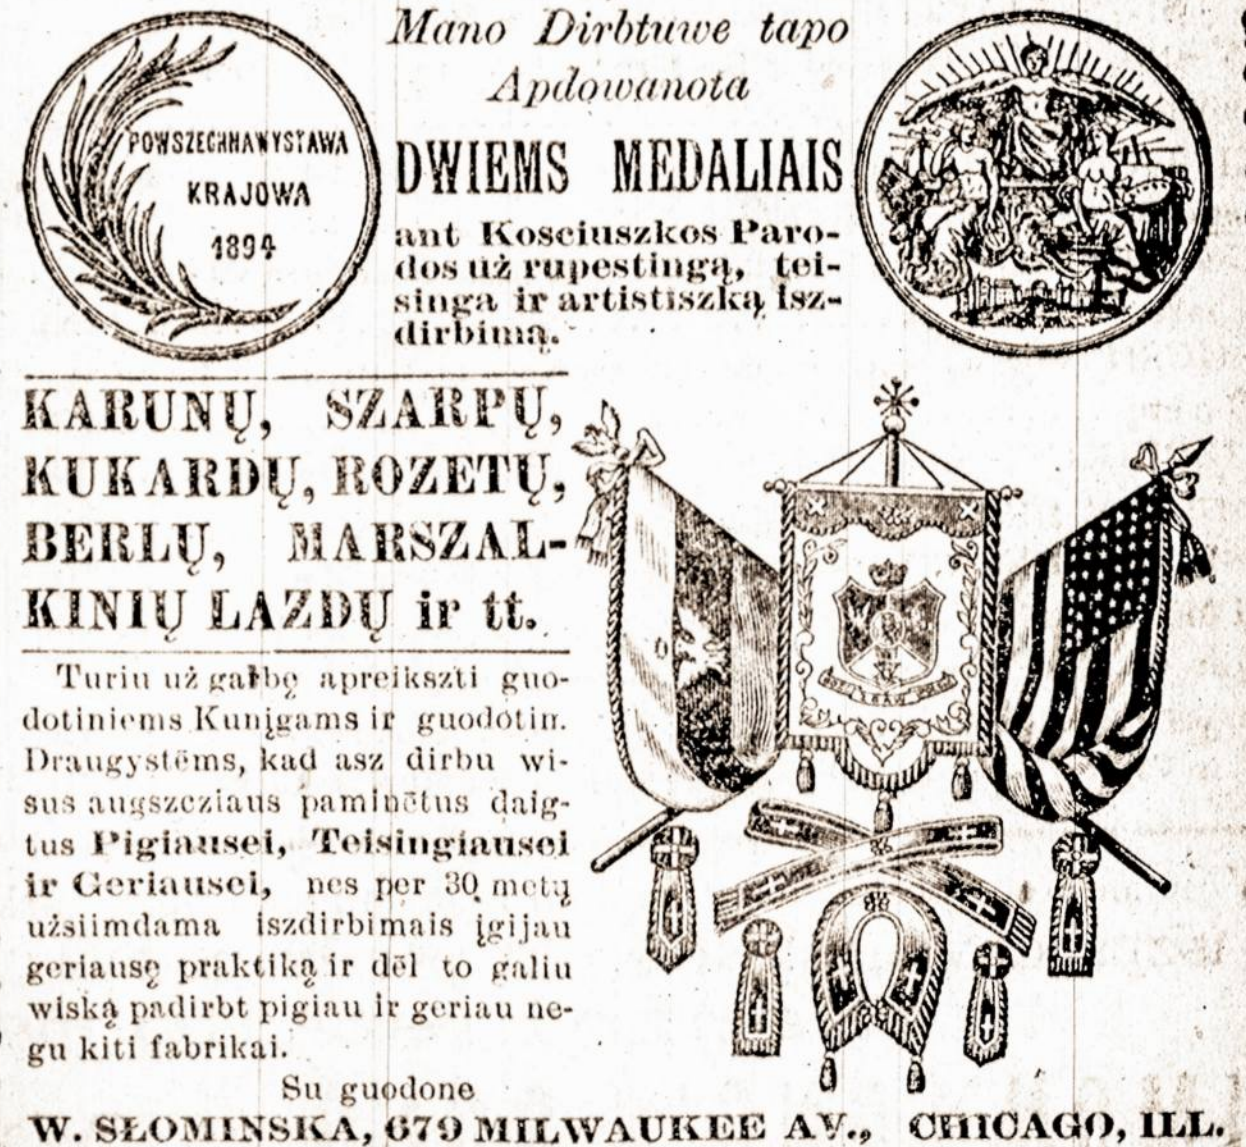 POWSZECHNA WYSTAWA
KRAJOWA
1894
Mano Dirbtuwe tapo
Apdowanota
DWIEMS MEDALIAIS
ant Kosciuszkos Paro-
dos už rupestingą, tei-
singa ir artistiszką isz-
dirbimą.
KARUNŲ, SZARPŲ,
KUKARDŲ, ROZETŲ,
BERLŲ, MARSZAL-
KINIŲ LAZDŲ ir tt.
Turiu už garbę apreikszti guo-
dotiniems Kunįgams ir guodotin.
Draugystēms, kad asz dirbu wi-
sus augszcziaus paminētus daig-
tus Pigiausei, Teisingiausei
ir Geriausei, nes per 30 metų
užsiimdama iszdirbimais įgijau
geriausę praktiką ir dēl to galiu
wiską padirbt pigiau ir geriau ne-
gu kiti fabrikai.
Su guodone
W. SŁOMINSKA, 679 MILWAUKEE AV., CHICAGO, ILL.